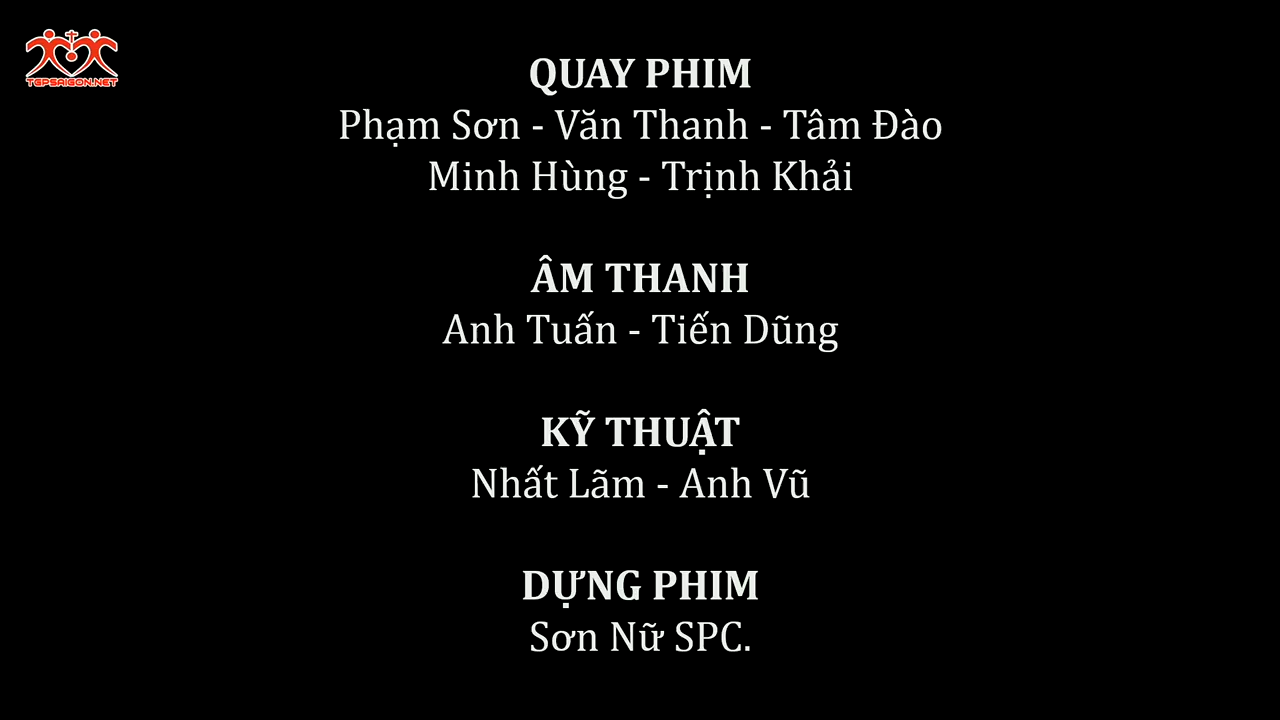 TGPSAIGON.NET
QUAY PHIM
Phạm Sơn - Văn Thanh - Tâm Đào
Minh Hùng - Trịnh Khải
ÂM THANH
Anh Tuấn - Tiến Dũng
KỸ THUẬT
Nhất Lãm - Anh Vũ
DỰNG PHIM
Sơn Nữ SPC.